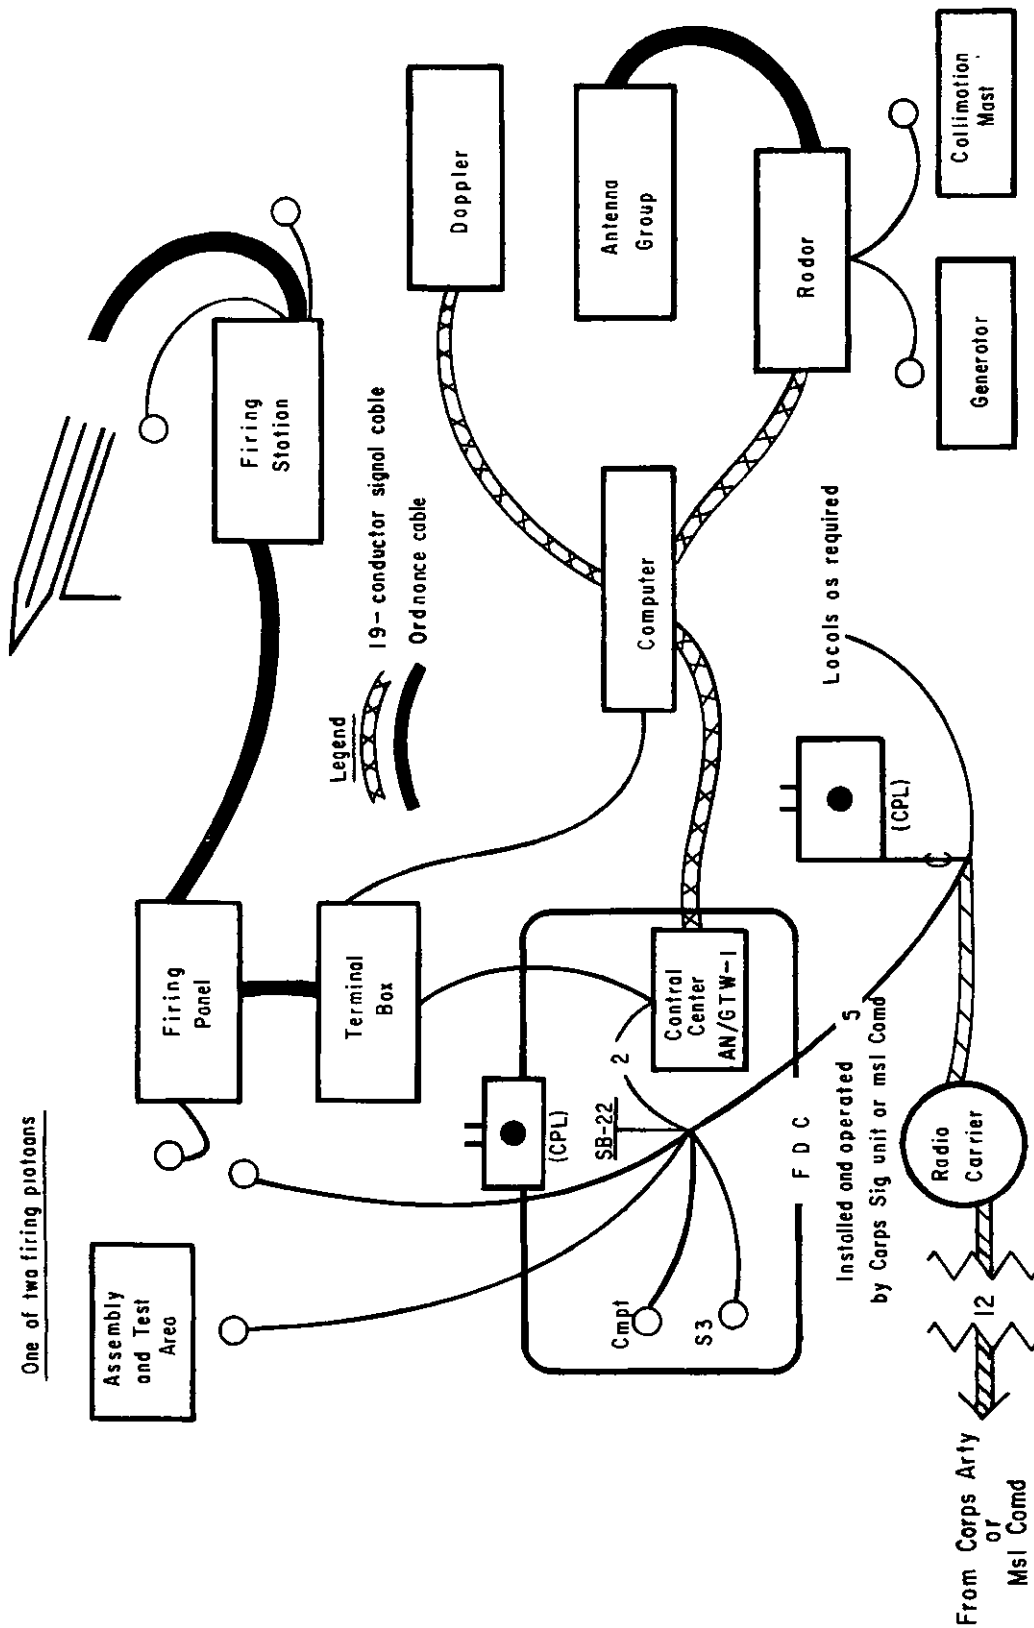 One of two firing platoons
Assembly
and Test
Area
Firing
Panel
Firing
Station
Terminal
Box
Legend
19-conductor signal cable
Ordnance cable
Doppler
(CPL)
SB-22
2
Control
Center
AN/GTW-1
Computer
Antenna
Group
Cmpt
S3
F D C
5
Radar
(CPL)
Locals as required
Installed and operated
by Corps Sig unit or msl Comd
Generator
Collimation
Mast
Radio
Carrier
12
From Corps Arty
or
Msl Comd